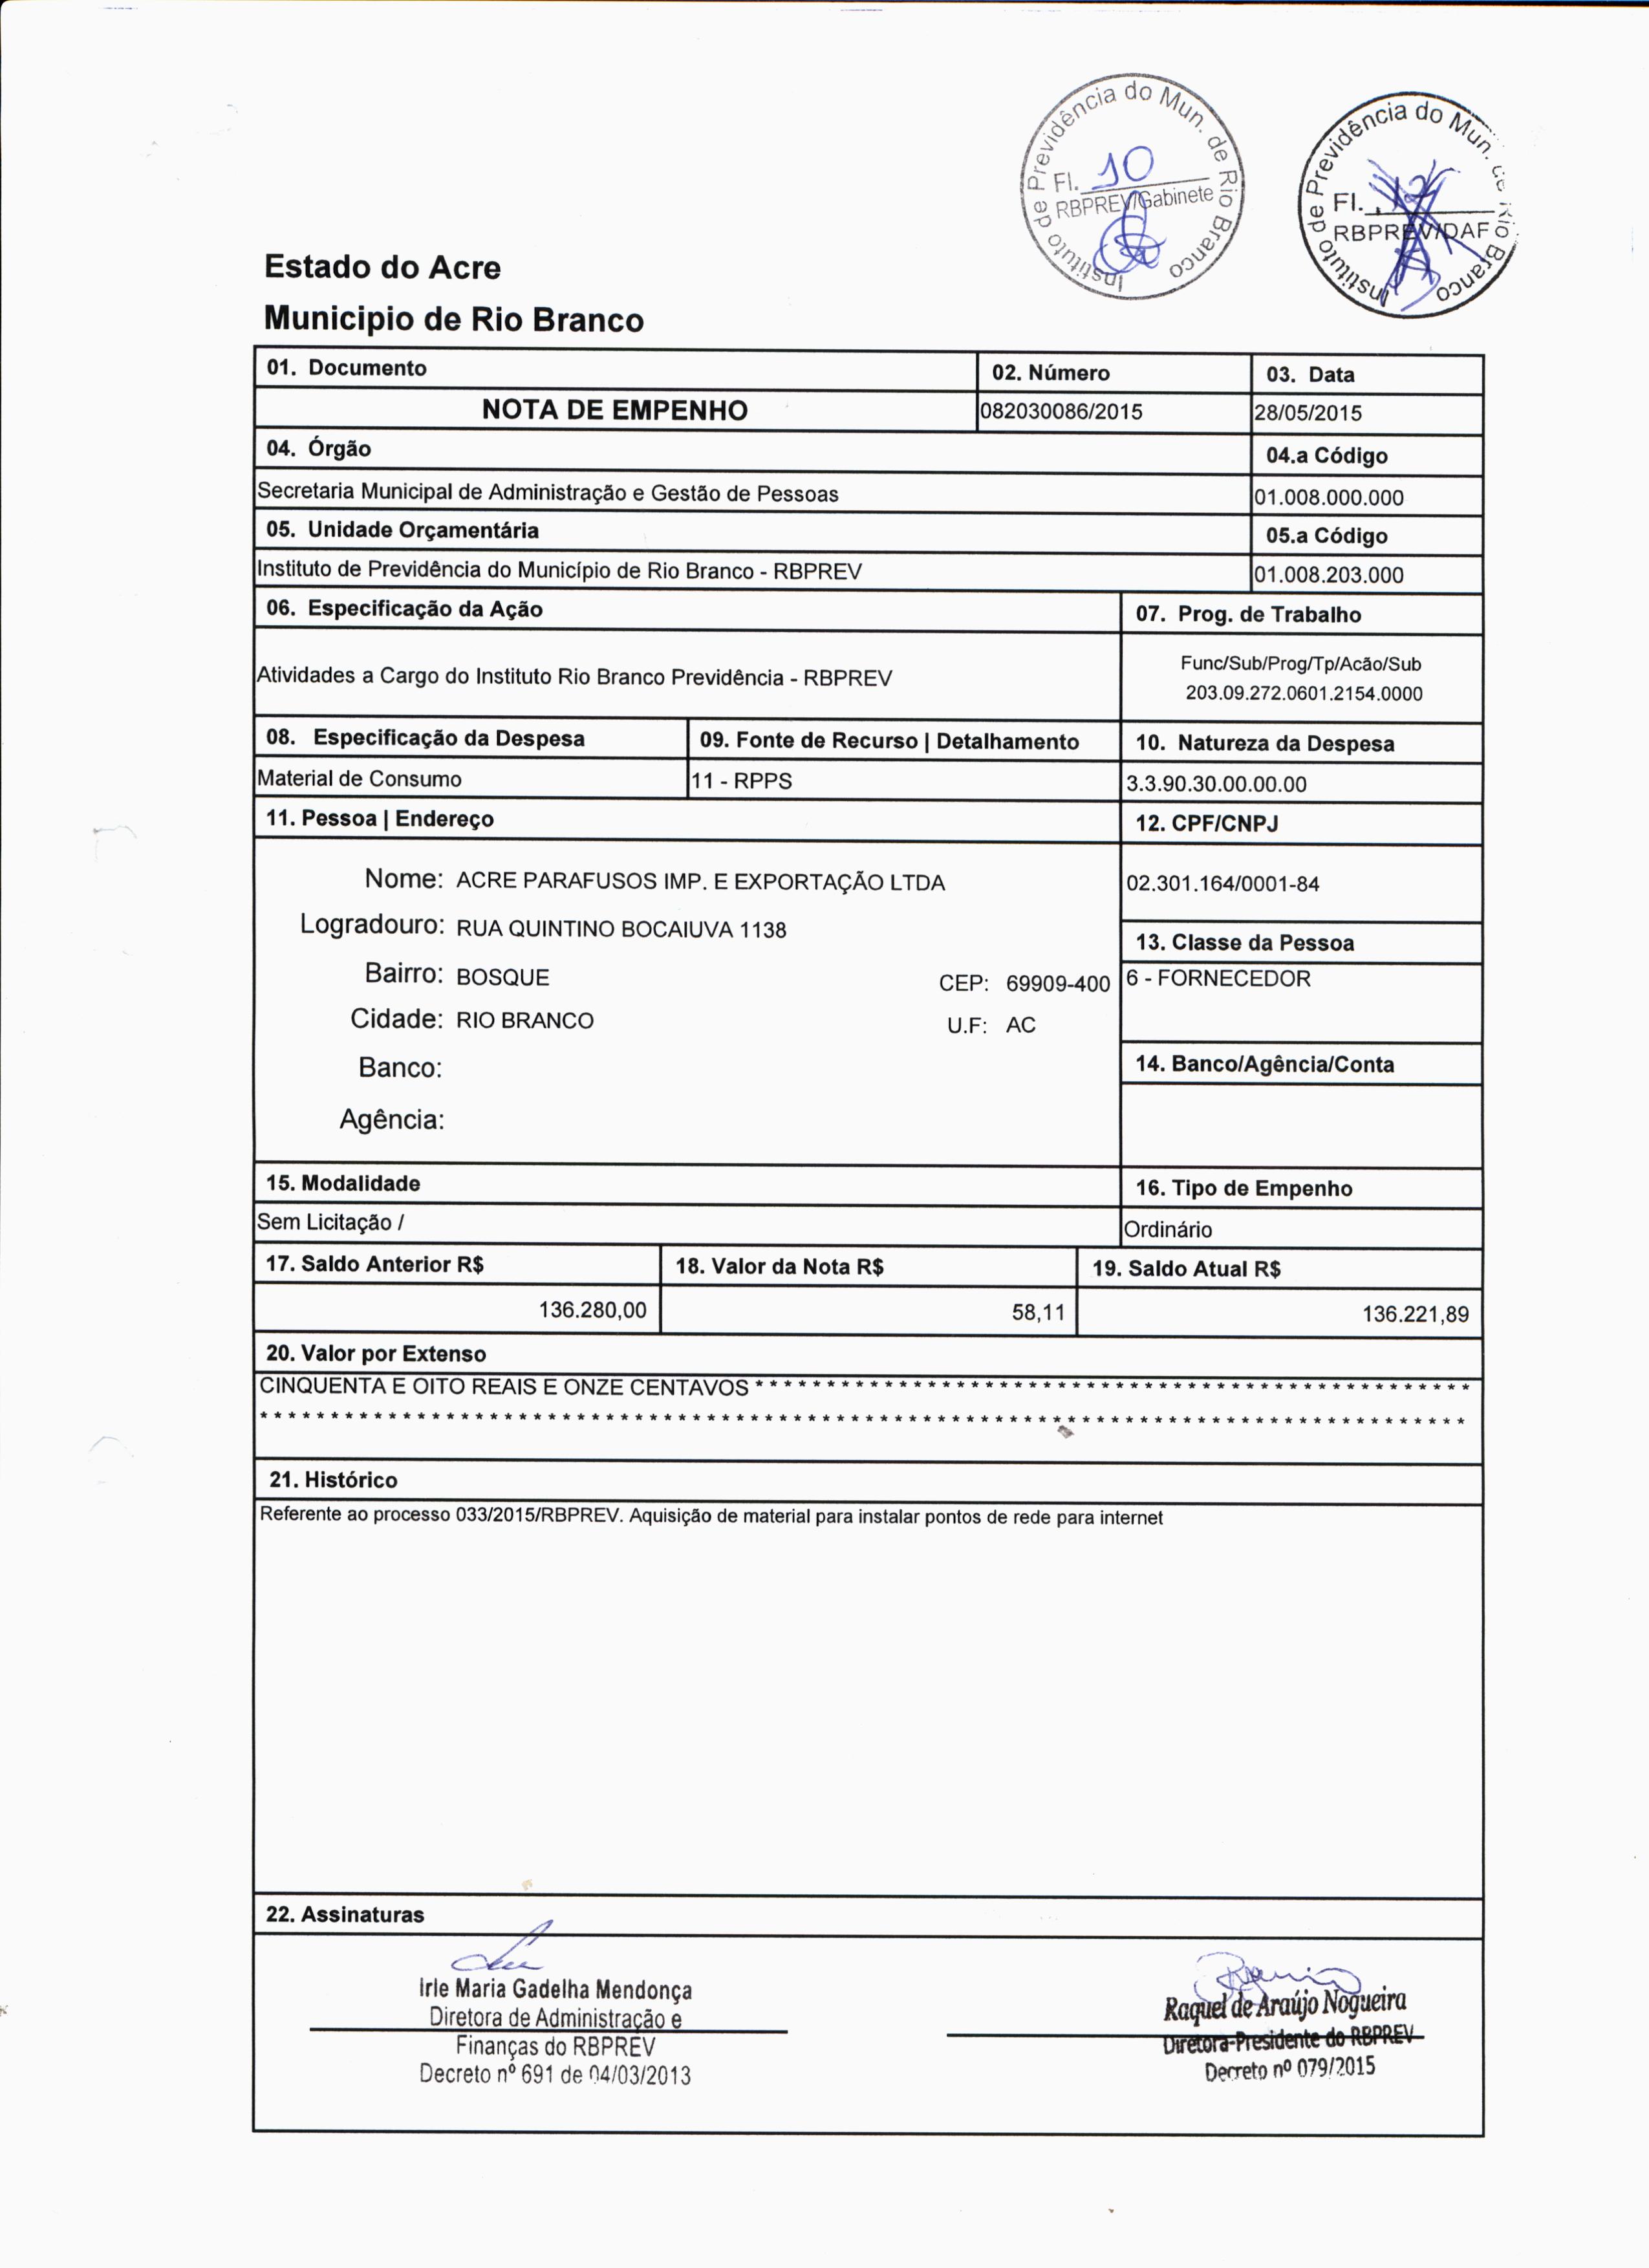 Instituto de Previdência do Mun. de Rio Branco
Fl. 10
RBPREV/Gabinete
Instituto de Previdência do Mun. de Rio Branco
Fl.
RBPREV/DAF
Estado do Acre
Municipio de Rio Branco
01. Documento 02. Número 03. Data
NOTA DE EMPENHO 082030086/2015 28/05/2015
04. Órgão 04.a Código
Secretaria Municipal de Administração e Gestão de Pessoas 01.008.000.000
05. Unidade Orçamentária 05.a Código
Instituto de Previdência do Município de Rio Branco - RBPREV 01.008.203.000
06. Especificação da Ação 07. Prog. de Trabalho
Atividades a Cargo do Instituto Rio Branco Previdência - RBPREV
Func/Sub/Prog/Tp/Acão/Sub
203.09.272.0601.2154.0000
08. Especificação da Despesa 09. Fonte de Recurso | Detalhamento 10. Natureza da Despesa
Material de Consumo 11 - RPPS 3.3.90.30.00.00.00
11. Pessoa | Endereço 12. CPF/CNPJ
Nome: ACRE PARAFUSOS IMP. E EXPORTAÇÃO LTDA 02.301.164/0001-84
Logradouro: RUA QUINTINO BOCAIUVA 1138
13. Classe da Pessoa
Bairro: BOSQUE CEP: 69909-400 6 - FORNECEDOR
Cidade: RIO BRANCO U.F: AC
Banco:
14. Banco/Agência/Conta
Agência:
15. Modalidade 16. Tipo de Empenho
Sem Licitação / Ordinário
17. Saldo Anterior R$ 18. Valor da Nota R$ 19. Saldo Atual R$
136.280,00 58,11 136.221,89
20. Valor por Extenso
CINQUENTA E OITO REAIS E ONZE CENTAVOS * * * * * * * * * * * * * * * * * * * * * * * * * * * * * * * * * * * * * * * * * * * * * * * * * *
* * * * * * * * * * * * * * * * * * * * * * * * * * * * * * * * * * * * * * * * * * * * * * * * * * * * * * * * * * * * * * * * * * * * * * * * * * * * * * * * * * * * *
21. Histórico
Referente ao processo 033/2015/RBPREV. Aquisição de material para instalar pontos de rede para internet
22. Assinaturas
Irle Maria Gadelha Mendonça
Diretora de Administração e
Finanças do RBPREV
Decreto nº 691 de 04/03/2013
Raquel de Araújo Nogueira
Diretora-Presidente do RBPREV
Decreto nº 079/2015